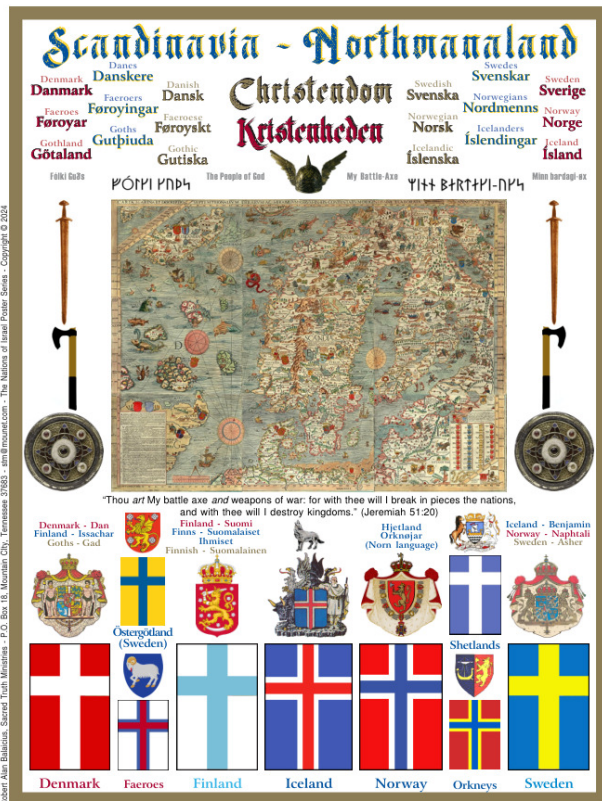 Scandinavia - Northmanaland
Denmark
Danmark
Danes
Danskere
Danish
Dansk
Christendom
Kristenheden
Swedish
Svenska
Swedes
Svenskar
Sweden
Sverige
Faeroes
Føroyar
Faeroers
Føroyingar
Faeroese
Føroyskt
Norwegian
Norsk
Norwegians
Nordmenns
Norway
Norge
Gothland
Götaland
Goths
Gutþiuda
Gothic
Gutiska
Icelandic
Íslenska
Icelanders
Íslendingar
Iceland
Ísland
Fólki Guðs
The People of God
My Battle-Axe
Minn bardagi-øx
"Thou art My battle axe and weapons of war: for with thee will I break in pieces the nations,
and with thee will I destroy kingdoms." (Jeremiah 51:20)
Denmark - Dan
Finland - Issachar
Goths - Gad
Finland - Suomi
Finns - Suomalaiset
Ihmiset
Finnish - Suomalainen
Hjetland
Orknøjar
(Norn language)
Iceland - Benjamin
Norway - Naphtali
Sweden - Asher
Östergötland
(Sweden)
Shetlands
Denmark
Faeroes
Finland
Iceland
Norway
Orkneys
Sweden
Robert Alan Balaicius, Sacred Truth Ministries - P.O. Box 18, Mountain City, Tennessee 37683 - stm@mounet.com - The Nations of Israel Poster Series - Copyright © 2024